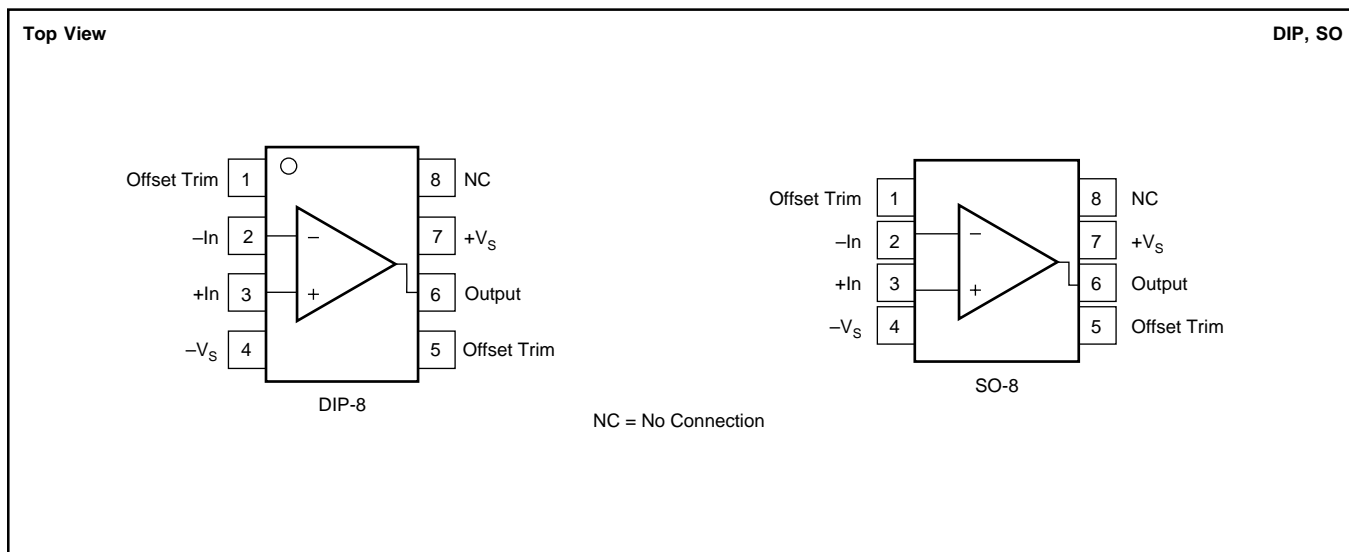 Top View
DIP, SO
Offset Trim 1
8 NC
–In 2
–
7 +VS
+In 3
+
6 Output
–VS 4
5 Offset Trim
DIP-8
Offset Trim 1
8 NC
–In 2
–
7 +VS
+In 3
+
6 Output
–VS 4
5 Offset Trim
SO-8
NC = No Connection